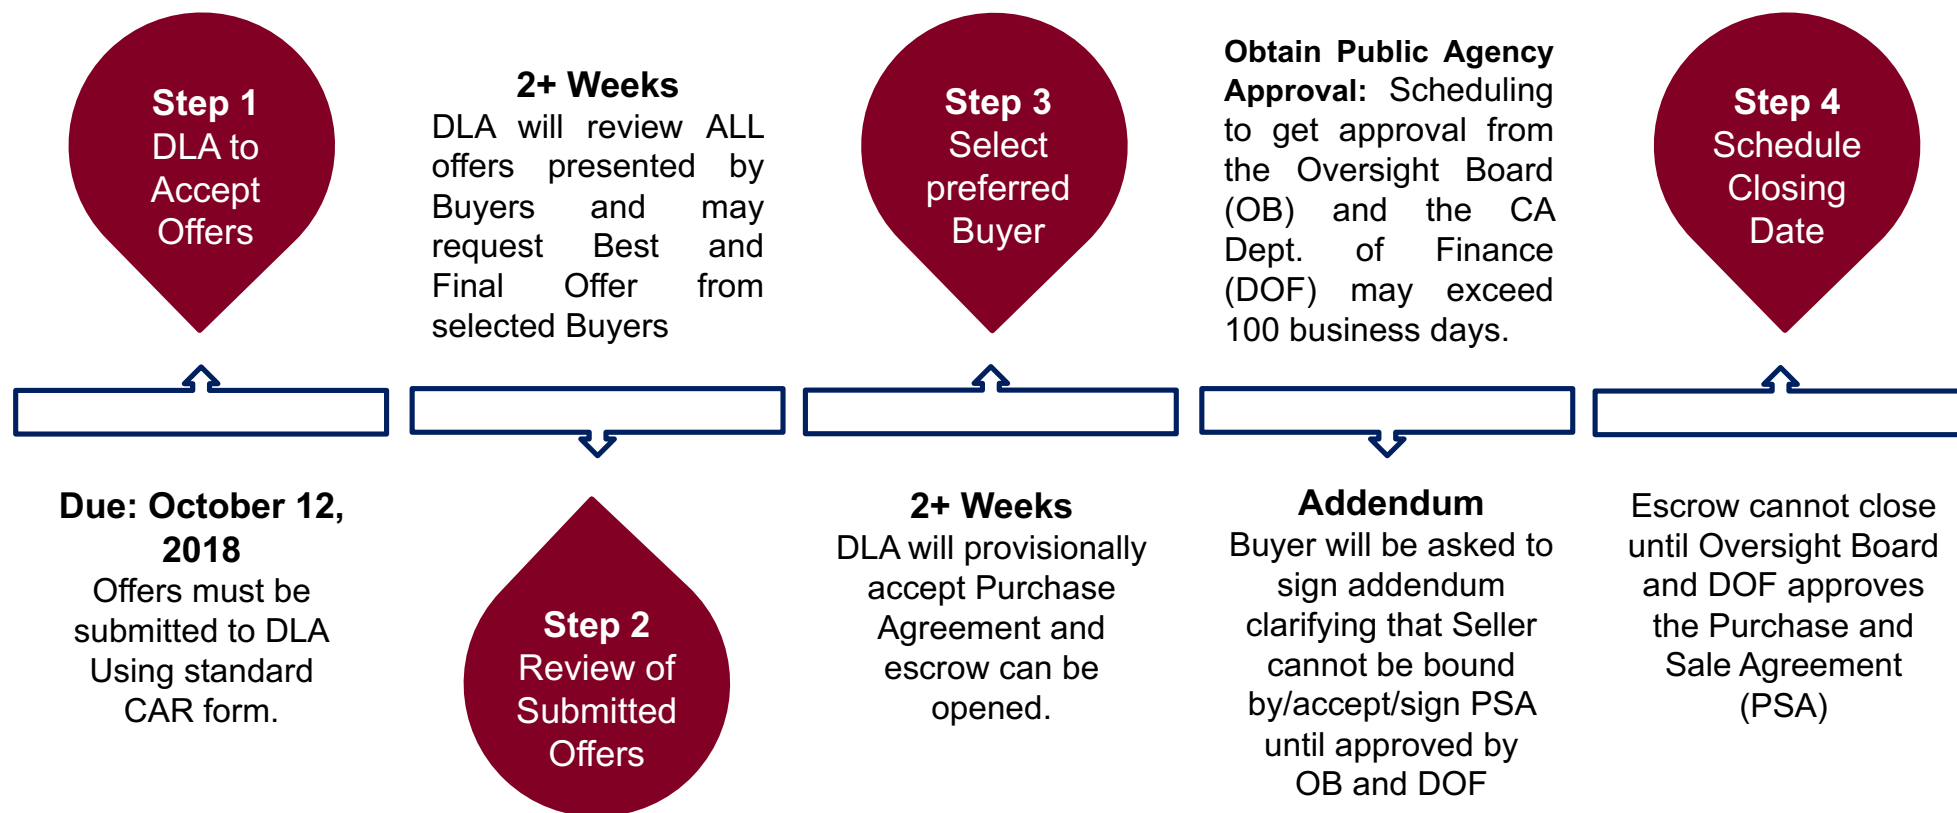 Step 1
DLA to
Accept
Offers
Due: October 12,
2018
Offers must be
submitted to DLA
Using standard
CAR form.
2+ Weeks
DLA will review ALL
offers presented by
Buyers and may
request Best and
Final Offer from
selected Buyers
Step 2
Review of
Submitted
Offers
Step 3
Select
preferred
Buyer
2+ Weeks
DLA will provisionally
accept Purchase
Agreement and
escrow can be
opened.
Obtain Public Agency
Approval: Scheduling
to get approval from
the Oversight Board
(OB) and the CA
Dept. of Finance
(DOF) may exceed
100 business days.
Addendum
Buyer will be asked to
sign addendum
clarifying that Seller
cannot be bound
by/accept/sign PSA
until approved by
OB and DOF
Step 4
Schedule
Closing
Date
Escrow cannot close
until Oversight Board
and DOF approves
the Purchase and
Sale Agreement
(PSA)